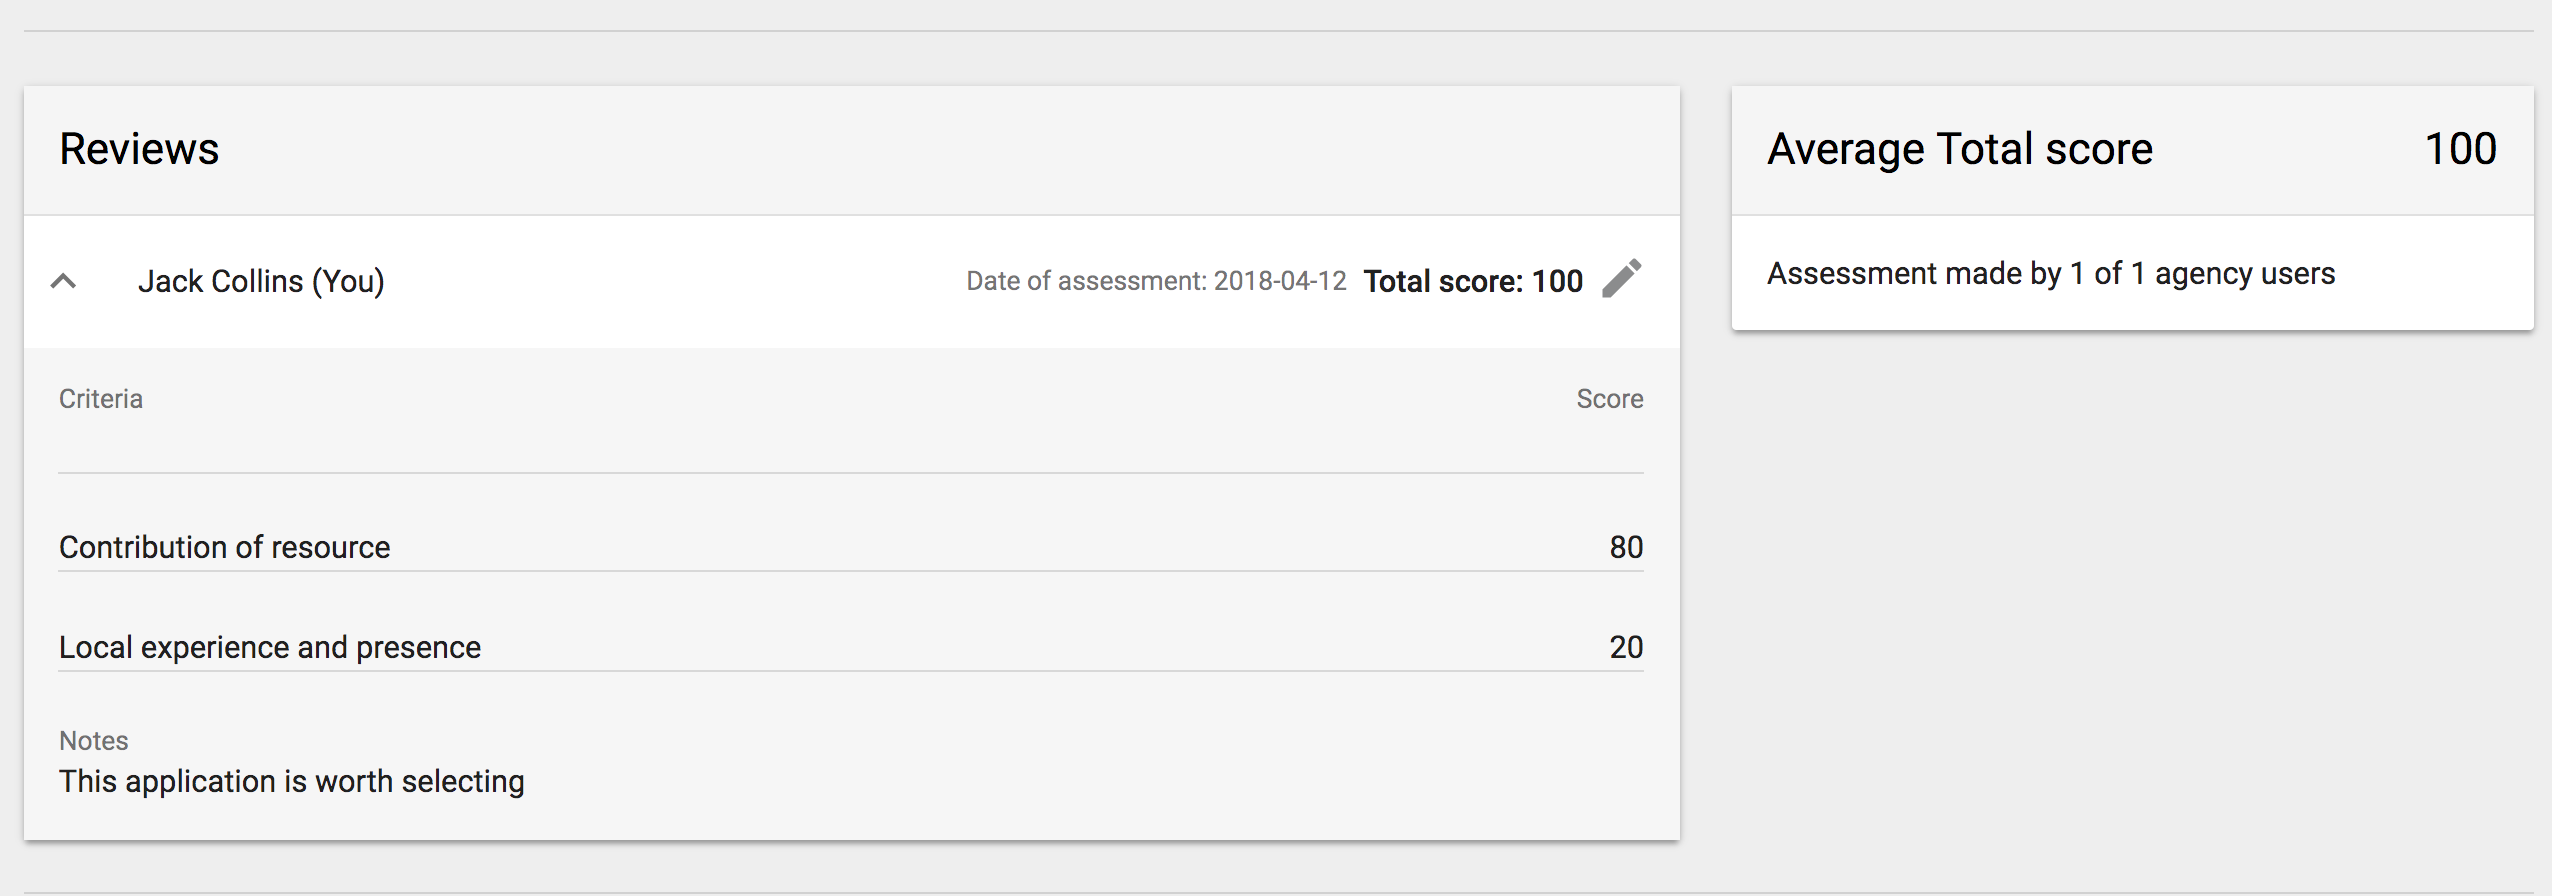 Reviews
Jack Collins (You) Date of assessment: 2018-04-12 Total score: 100
Criteria Score
Contribution of resource 80
Local experience and presence 20
Notes
This application is worth selecting
Average Total score 100
Assessment made by 1 of 1 agency users